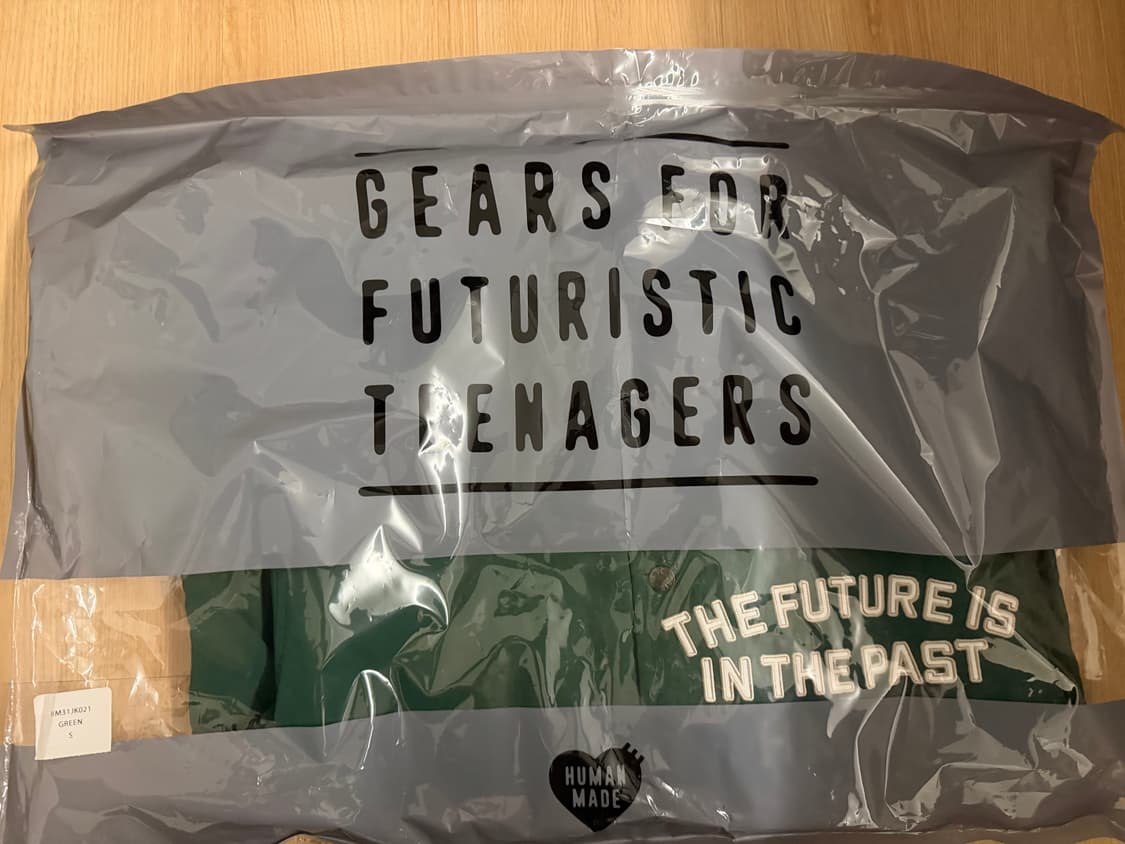 GEARS FOR
FUTURISTIC
TEENAGERS
THE FUTURE IS
IN THE PAST
HM31JK021
GREEN
S
HUMAN
MADE